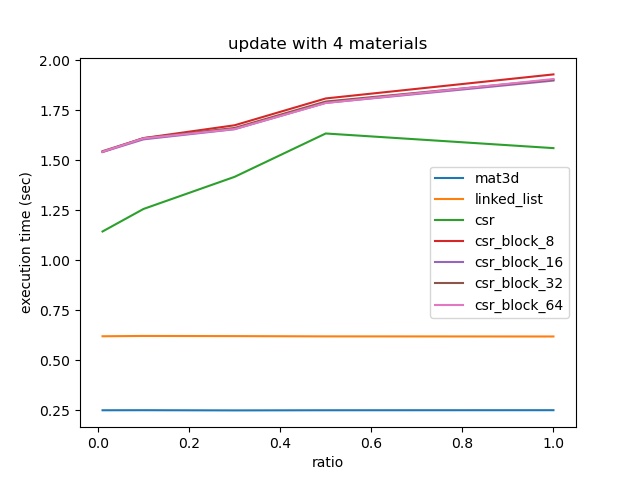 update with 4 materials
2.00
1.75
1.50
1.25
1.00
0.75
0.50
0.25
execution time (sec)
mat3d
linked_list
csr
csr_block_8
csr_block_16
csr_block_32
csr_block_64
0.0 0.2 0.4 0.6 0.8 1.0
ratio